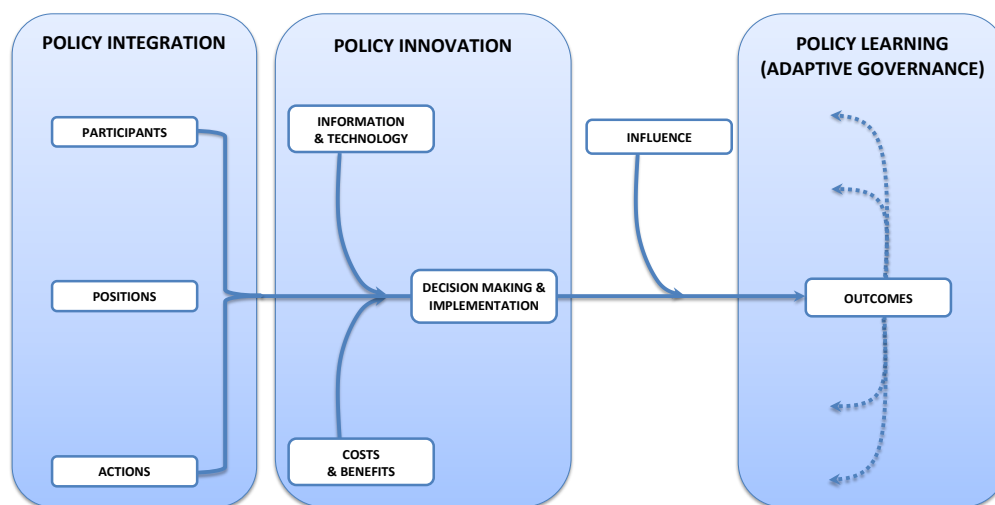 POLICY INTEGRATION
PARTICIPANTS
POSITIONS
ACTIONS
POLICY INNOVATION
INFORMATION
& TECHNOLOGY
DECISION MAKING &
IMPLEMENTATION
COSTS
& BENEFITS
INFLUENCE
POLICY LEARNING
(ADAPTIVE GOVERNANCE)
OUTCOMES